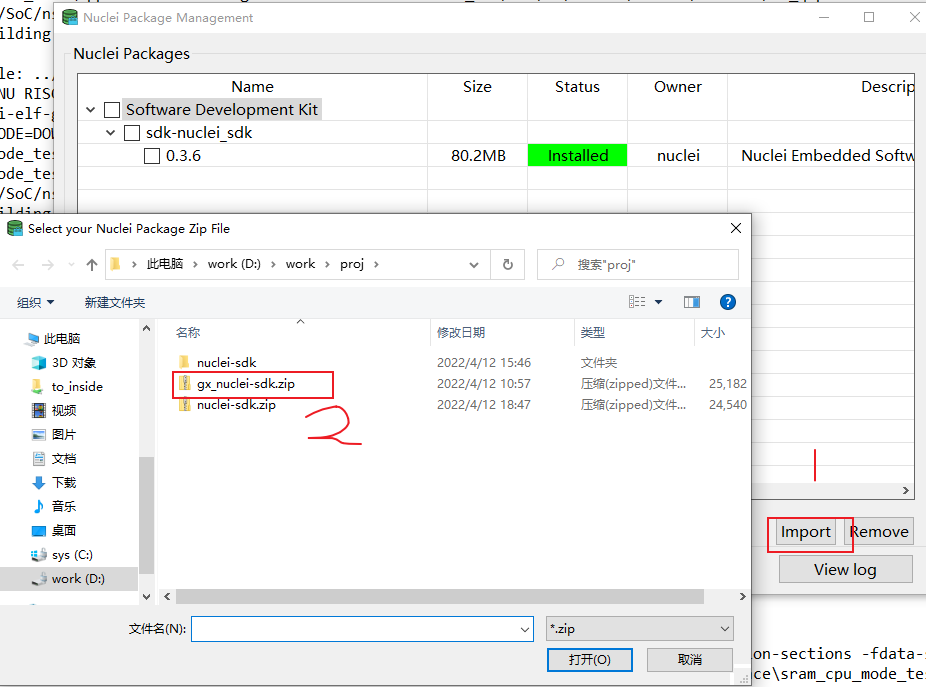 /SoC/ns
Nuclei Package Management
ilding
Nuclei Packages
le: ../
Name Size Status Owner Descrip
NU RISC
Software Development Kit
i-elf-g
sdk-nuclei_sdk
ODE=DOW
0.3.6 80.2MB Installed nuclei Nuclei Embedded Softw
ode_tes
ode_tes
/SoC/ns
ilding
Select your Nuclei Package Zip File
此电脑 › work (D:) › work › proj ›
搜索"proj"
组织 新建文件夹
名称 修改日期 类型 大小
此电脑
3D 对象
to_inside
视频
图片
文档
下载
音乐
桌面
sys (C:)
work (D:)
nuclei-sdk 2022/4/12 15:46 文件夹
gx_nuclei-sdk.zip 2022/4/12 10:57 压缩(zipped)文件... 25,182
nuclei-sdk.zip 2022/4/12 18:47 压缩(zipped)文件... 24,540
1
2
Import Remove
View log
文件名(N): *.zip
打开(O) 取消
on-sections -fdata-s
ce\sram_cpu_mode_tes